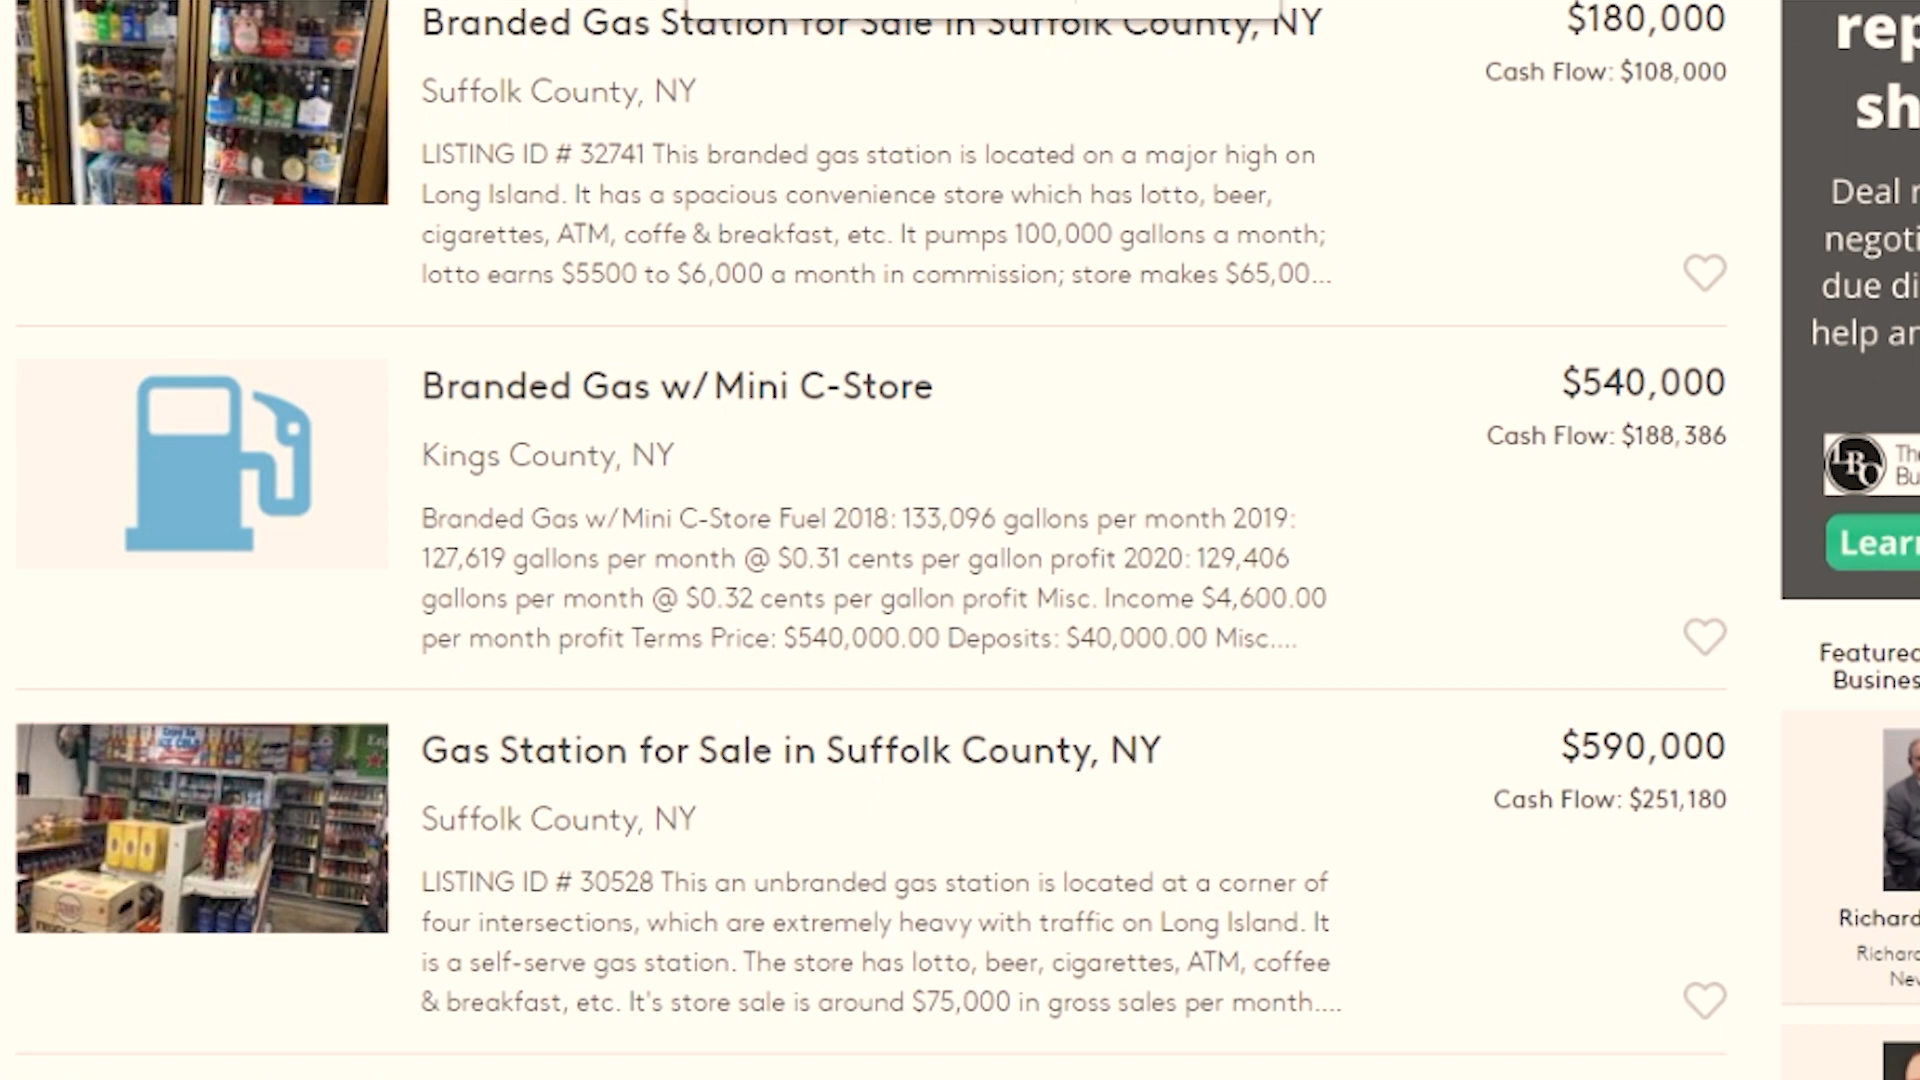 Branded Gas Station for Sale in Suffolk County, NY
$180,000
Cash Flow: $108,000
Suffolk County, NY
LISTING ID # 32741 This branded gas station is located on a major high on
Long Island. It has a spacious convenience store which has lotto, beer,
cigarettes, ATM, coffe & breakfast, etc. It pumps 100,000 gallons a month;
lotto earns $5500 to $6,000 a month in commission; store makes $65,00...
Branded Gas w/Mini C-Store
$540,000
Cash Flow: $188,386
Kings County, NY
Branded Gas w/Mini C-Store Fuel 2018: 133,096 gallons per month 2019:
127,619 gallons per month @ $0.31 cents per gallon profit 2020: 129,406
gallons per month @ $0.32 cents per gallon profit Misc. Income $4,600.00
per month profit Terms Price: $540,000.00 Deposits: $40,000.00 Misc....
Gas Station for Sale in Suffolk County, NY
$590,000
Cash Flow: $251,180
Suffolk County, NY
LISTING ID # 30528 This an unbranded gas station is located at a corner of
four intersections, which are extremely heavy with traffic on Long Island. It
is a self-serve gas station. The store has lotto, beer, cigarettes, ATM, coffee
& breakfast, etc. It's store sale is around $75,000 in gross sales per month....
rep
sh
Deal
negoti
due di
help an
LBO
The
Bu
Learn
Featured
Business
Richard
Richard
New